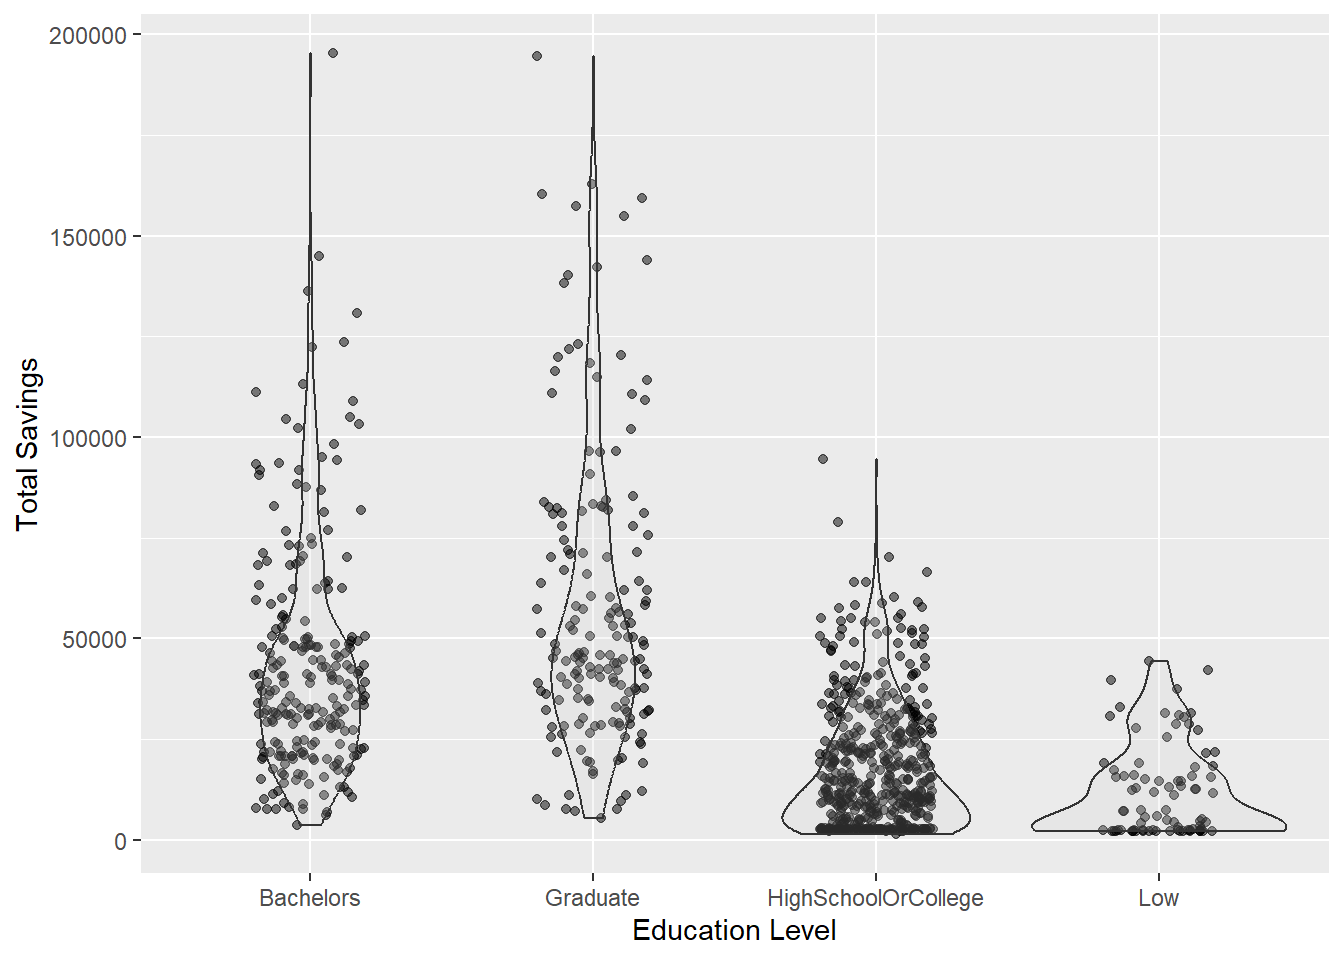 Total Savings
200000
150000
100000
50000
0
Bachelors
Graduate
HighSchoolOrCollege
Low
Education Level